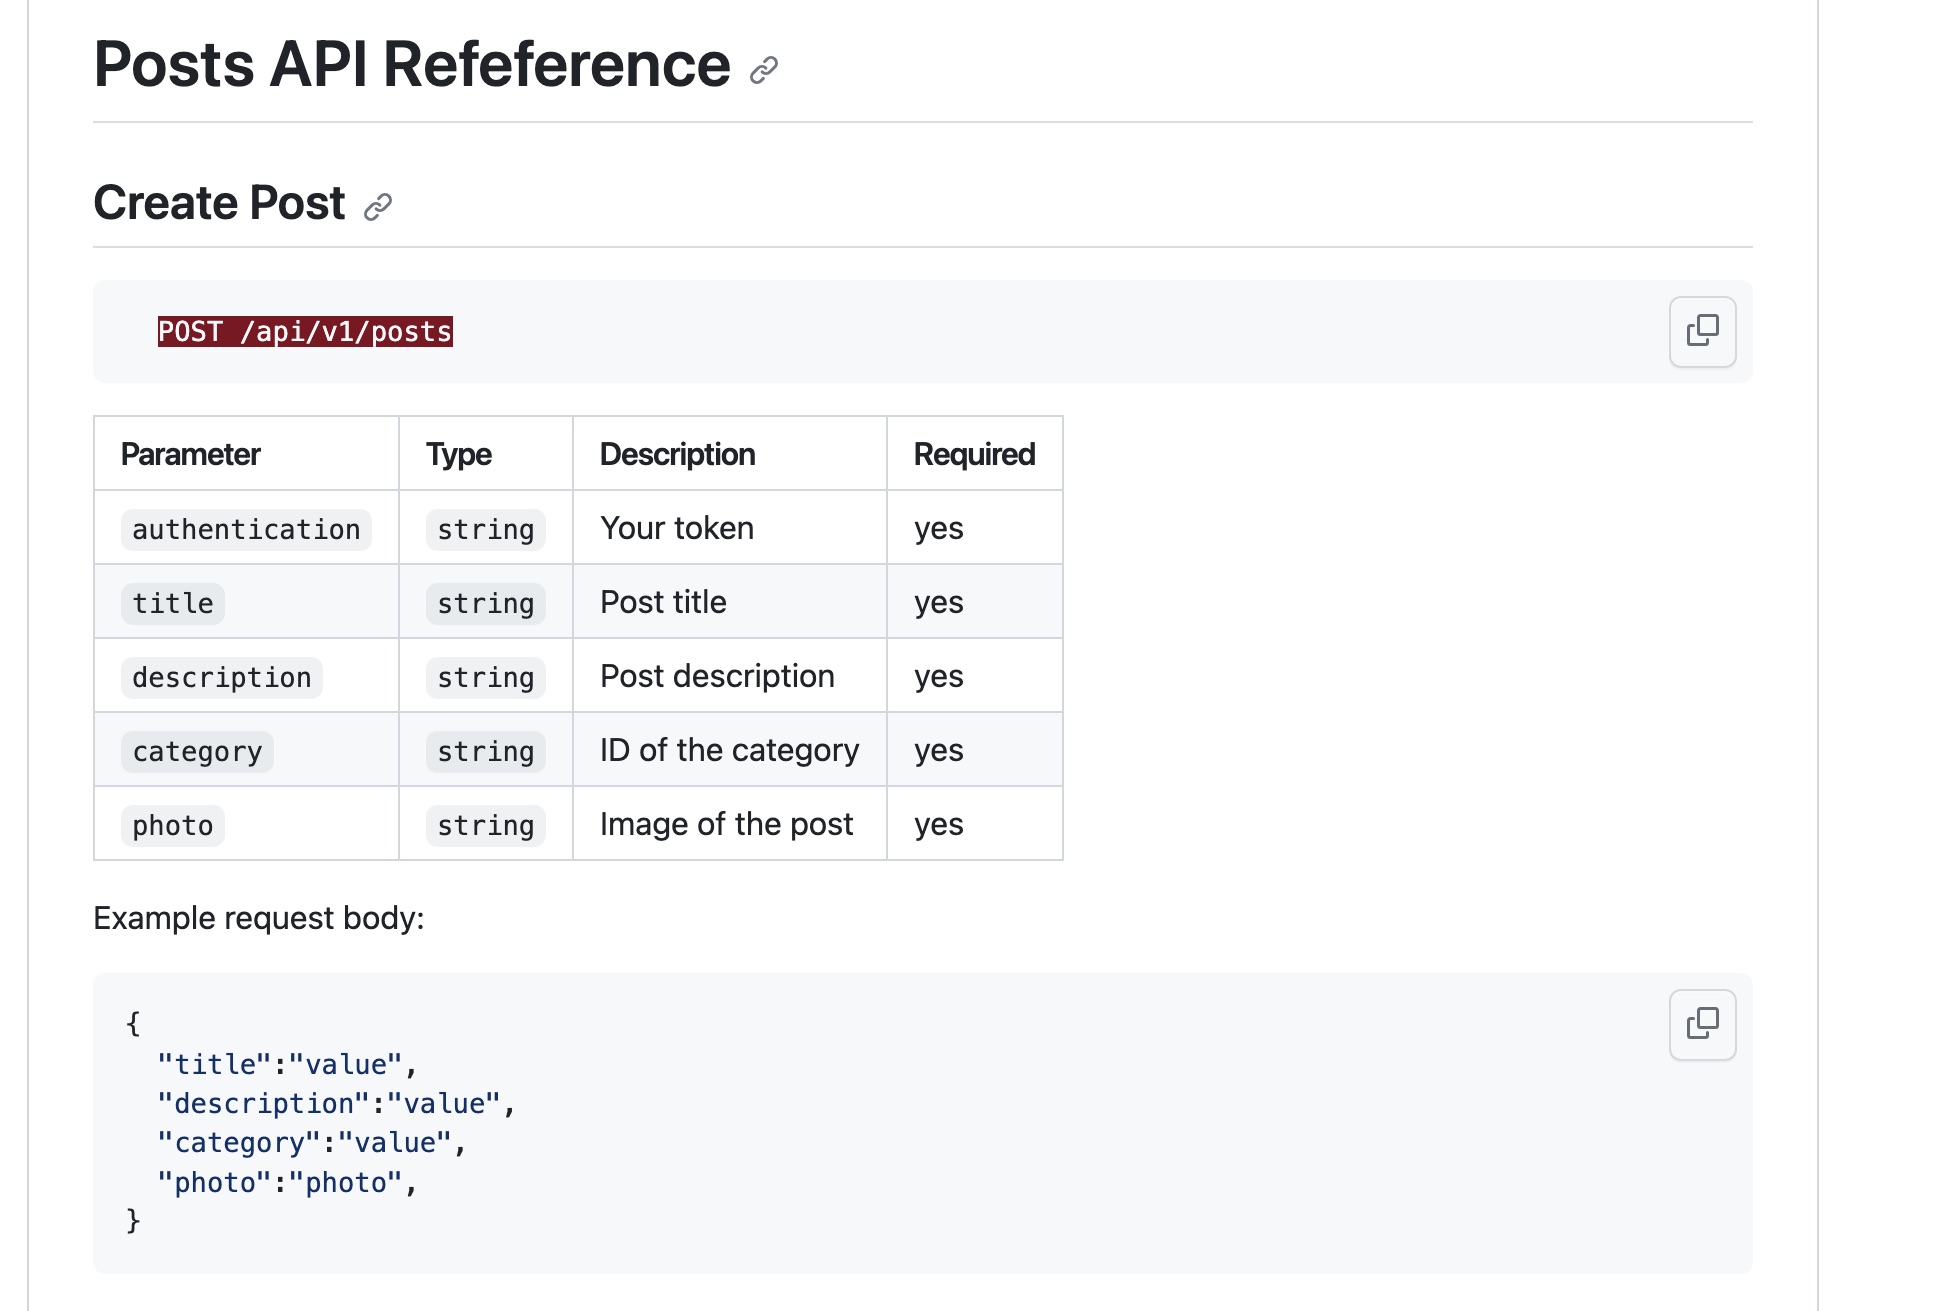 Posts API Refeference
Create Post
POST /api/v1/posts
Parameter Type Description Required
authentication string Your token yes
title string Post title yes
description string Post description yes
category string ID of the category yes
photo string Image of the post yes
Example request body:
{
"title":"value",
"description":"value",
"category":"value",
"photo":"photo",
}